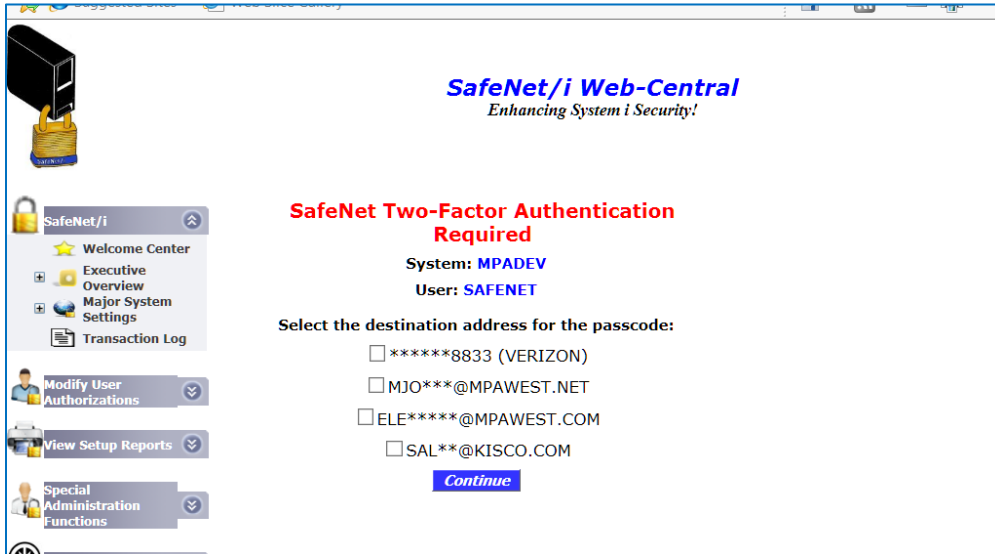 SafeNet/i Web-Central
Enhancing System i Security!
SafeNet/i
Welcome Center
Executive
Overview
Major System
Settings
Transaction Log
Modify User
Authorizations
View Setup Reports
Special
Administration
Functions
SafeNet Two-Factor Authentication
Required
System: MPADEV
User: SAFENET
Select the destination address for the passcode:
******8833 (VERIZON)
MJO***@MPAWEST.NET
ELE*****@MPAWEST.COM
SAL**@KISCO.COM
Continue